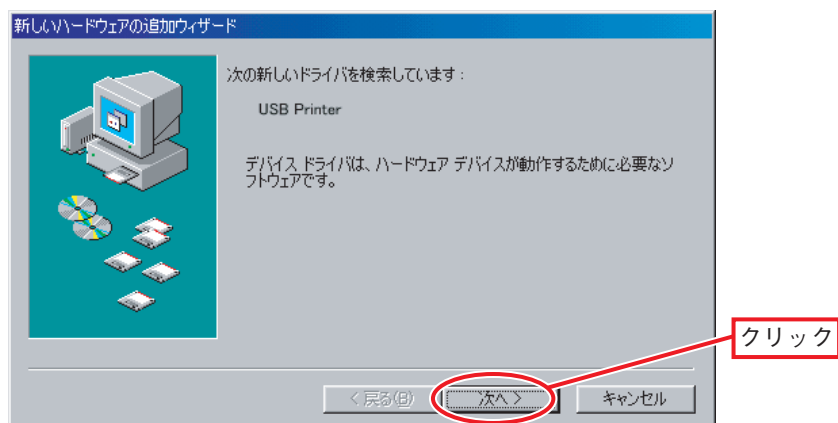 新しいハードウェアの追加ウィザード
次の新しいドライバを検索しています：
USB Printer
デバイス ドライバは、ハードウェア デバイスが動作するために必要なソ
フトウェアです。
クリック
< 戻る(B) 次へ > キャンセル